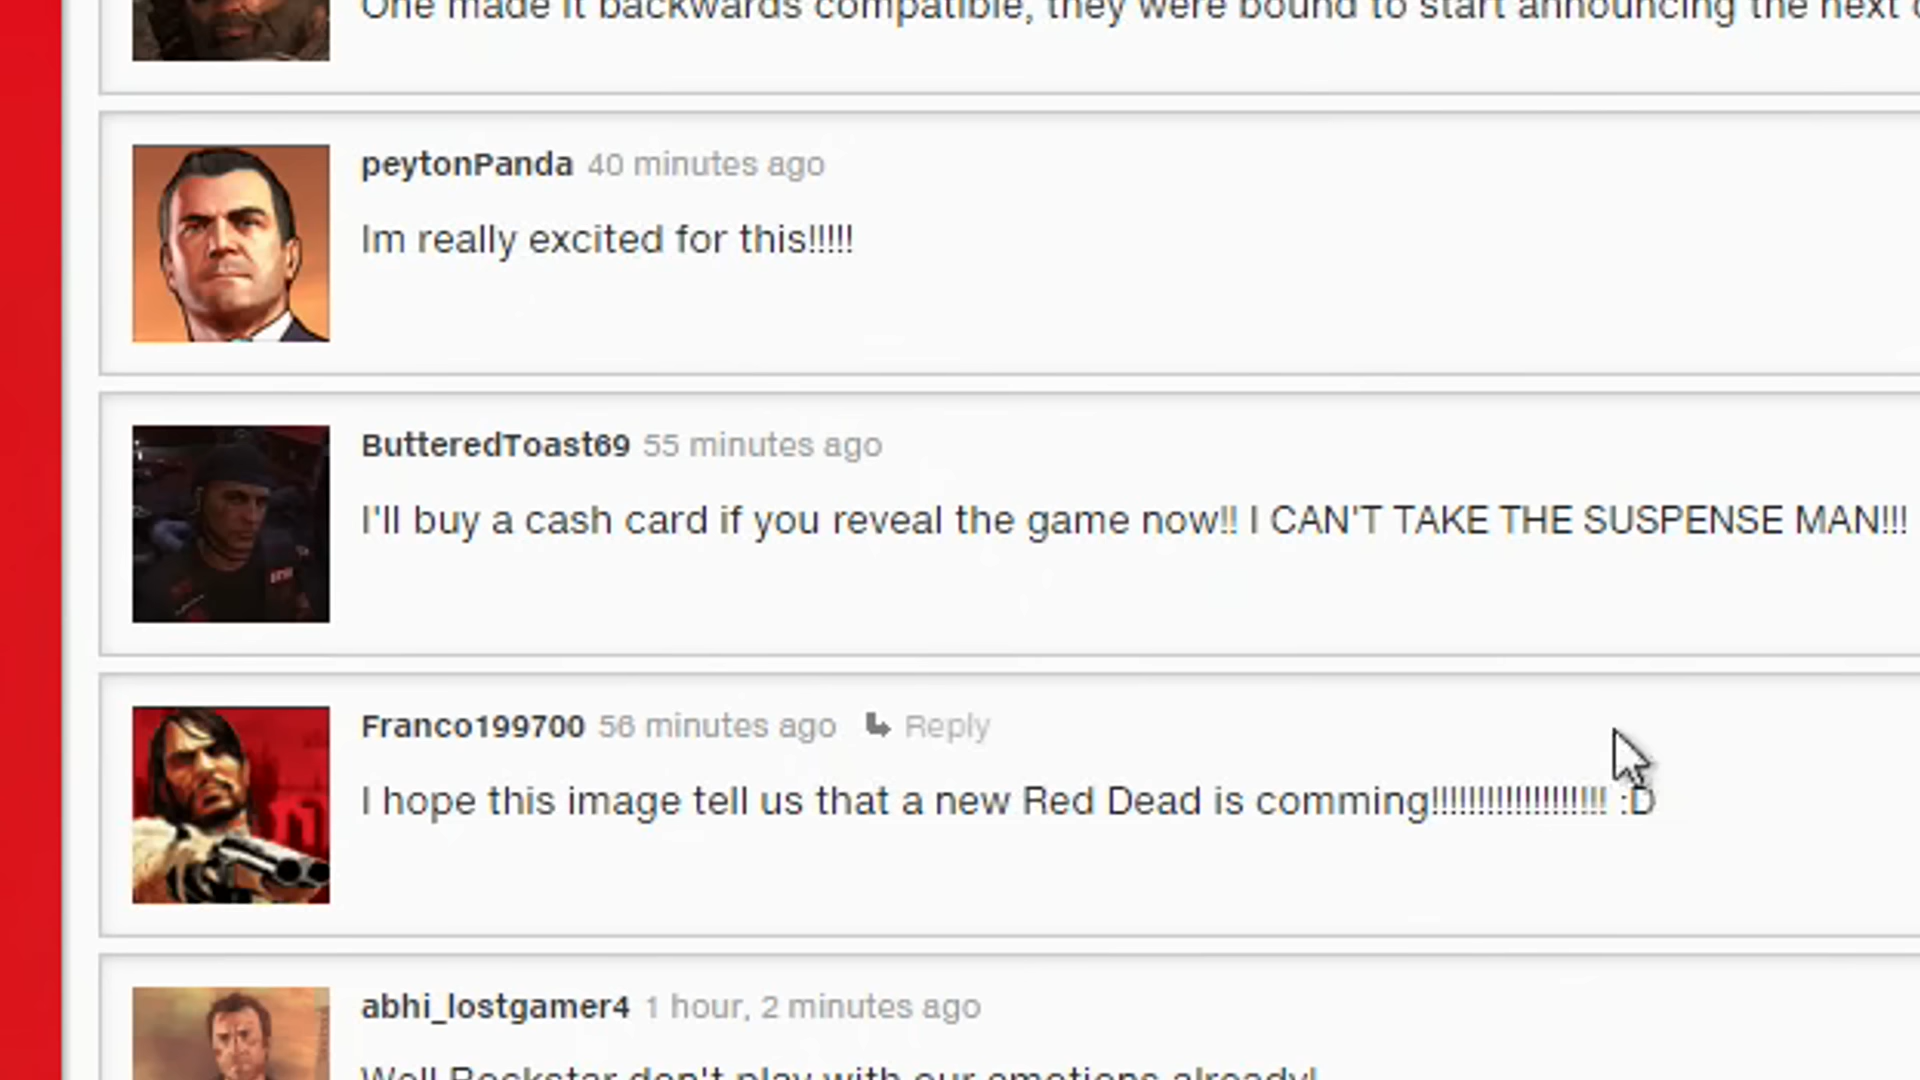 One made it backwards compatible, they were bound to start announcing the next
peytonPanda 40 minutes ago
Im really excited for this!!!!!
ButteredToast69 55 minutes ago
I'll buy a cash card if you reveal the game now!! I CAN'T TAKE THE SUSPENSE MAN!!!
Franco199700 56 minutes ago Reply
I hope this image tell us that a new Red Dead is comming!!!!!!!!!!!!!!!!!!! :D
abhi_lostgamer4 1 hour, 2 minutes ago
Well Rockstar don't play with our emotions already!